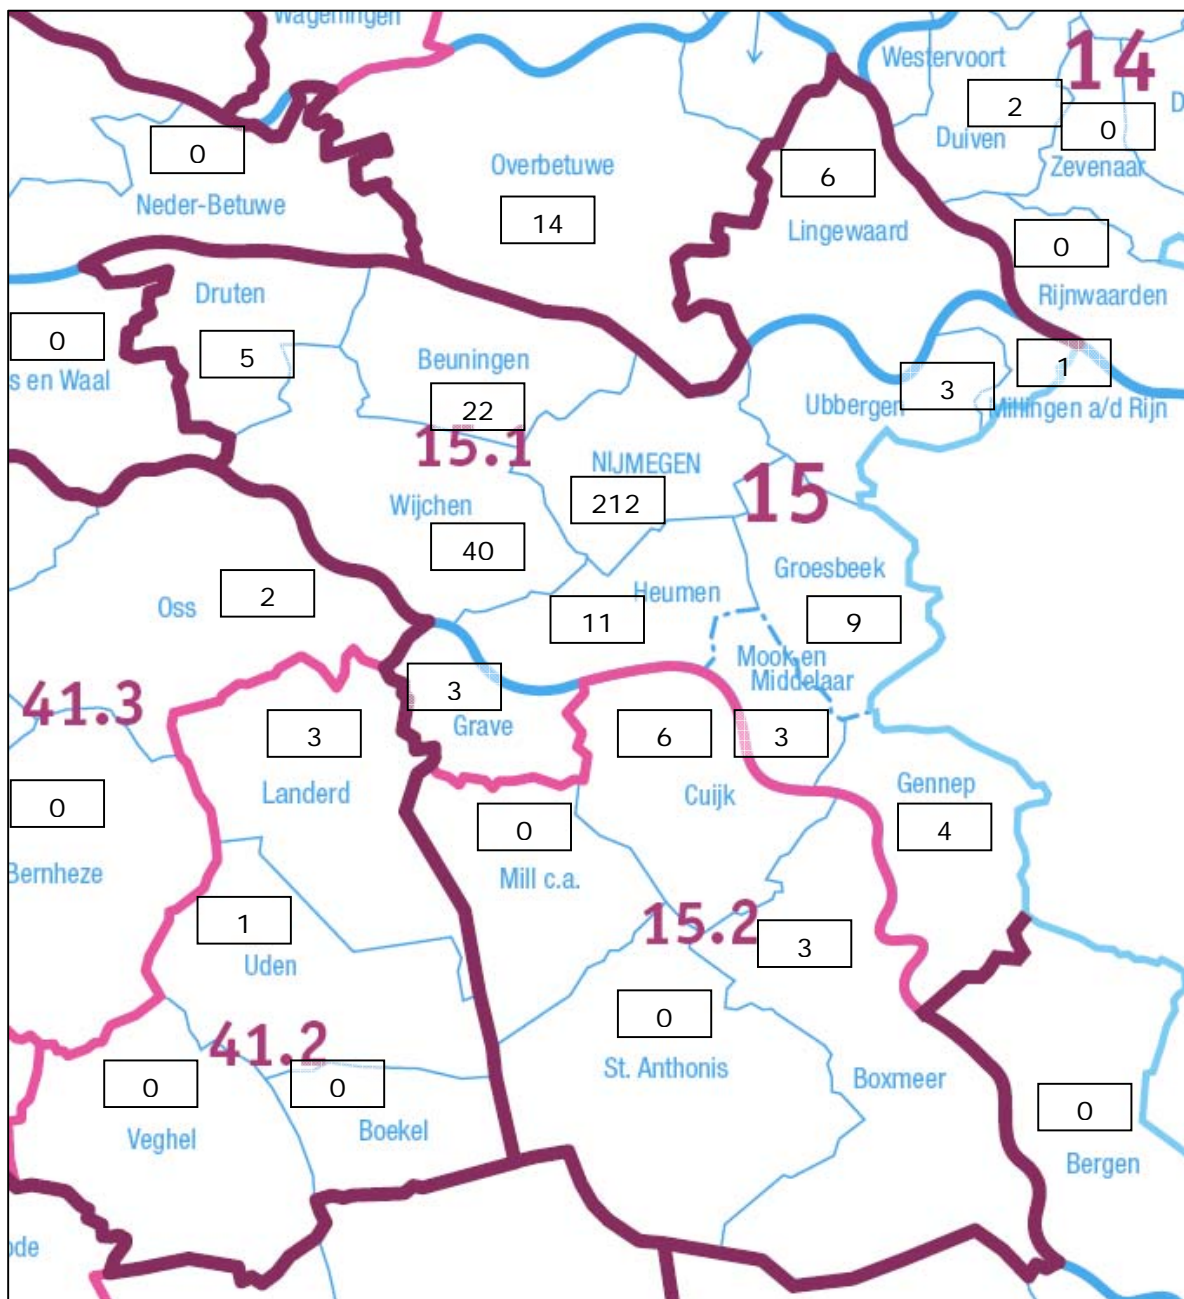 Wageningen
14
Westervoort
2
Duiven
0
Zevenaar
D
0
Neder-Betuwe
Overbetuwe
14
6
Lingewaard
0
Rijnwaarden
Druten
5
0
s en Waal
Beuningen
22
15.1
3
Ubbergen
1
Millingen a/d Rijn
NIJMEGEN
212
15
Wijchen
40
Groesbeek
9
Heumen
11
Oss
2
Mook en
Middelaar
3
3
Grave
41.3
3
Landerd
6
Cuijk
Gennep
4
0
Bernheze
0
Mill c.a.
1
Uden
15.2
3
0
St. Anthonis
Boxmeer
41.2
0
Veghel
0
Boekel
0
Bergen
ode